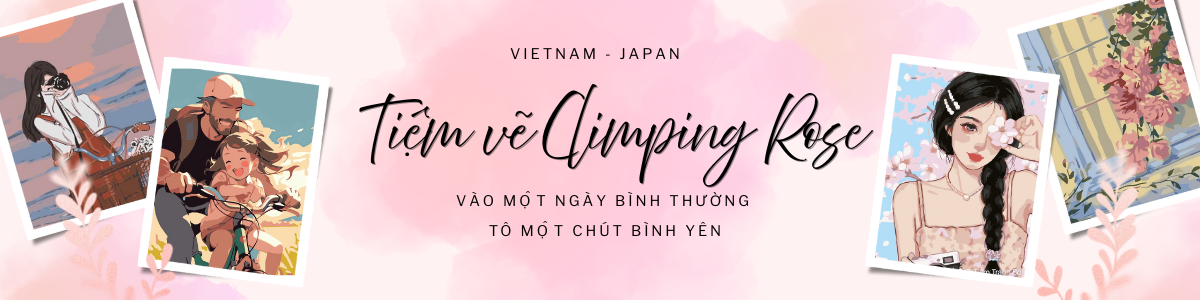 VIETNAM - JAPAN
Tiệm vẽ Climping Rose
VÀO MỘT NGÀY BÌNH THƯỜNG
TÔ MỘT CHÚT BÌNH YÊN